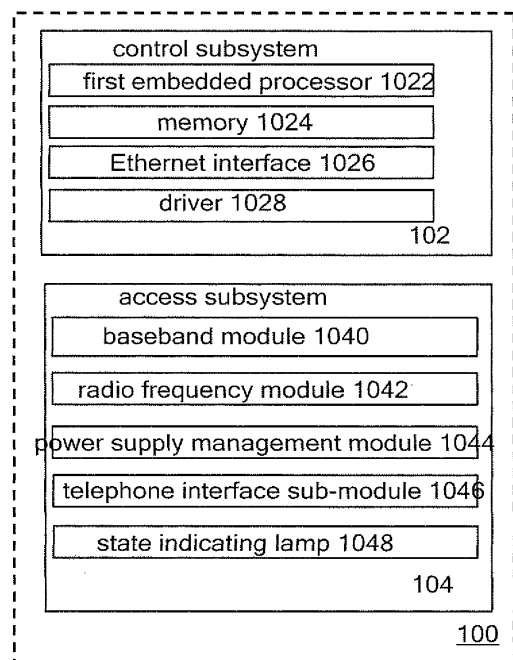 control subsystem
first embedded processor 1022
memory 1024
Ethernet interface 1026
driver 1028
102
access subsystem
baseband module 1040
radio frequency module 1042
power supply management module 1044
telephone interface sub-module 1046
state indicating lamp 1048
104
100